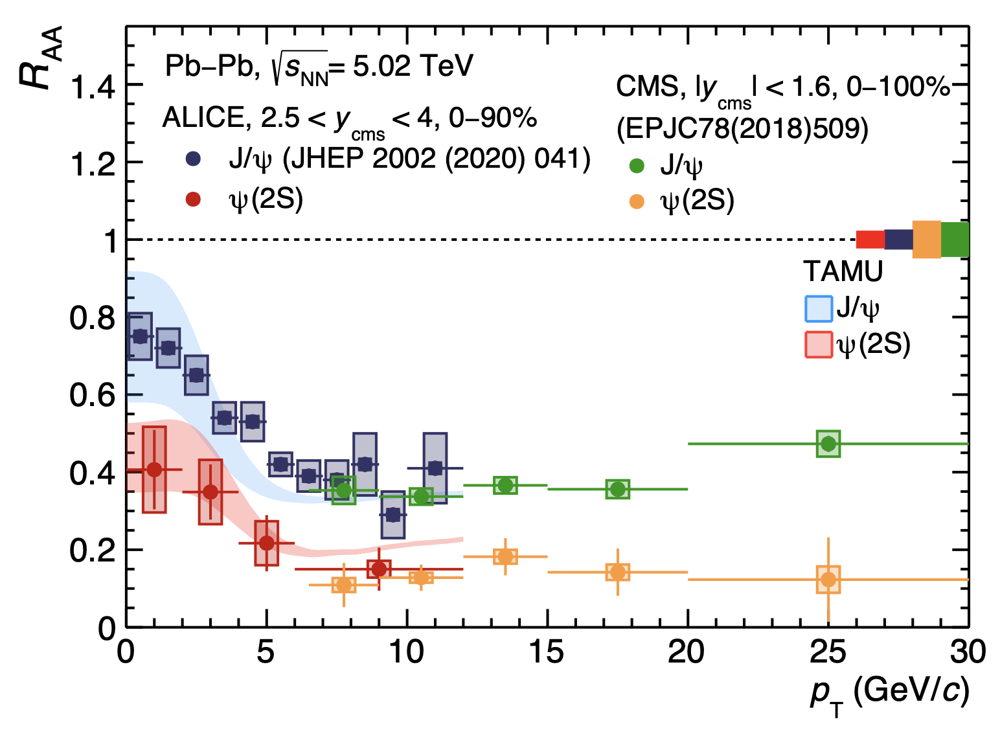 R_AA
Pb–Pb, √s_NN = 5.02 TeV
ALICE, 2.5 < y_cms < 4, 0–90%
J/ψ (JHEP 2002 (2020) 041)
ψ(2S)
CMS, |y_cms| < 1.6, 0–100%
(EPJC78(2018)509)
J/ψ
ψ(2S)
TAMU
J/ψ
ψ(2S)
1.4
1.2
1
0.8
0.6
0.4
0.2
0
0 5 10 15 20 25 30
p_T (GeV/c)